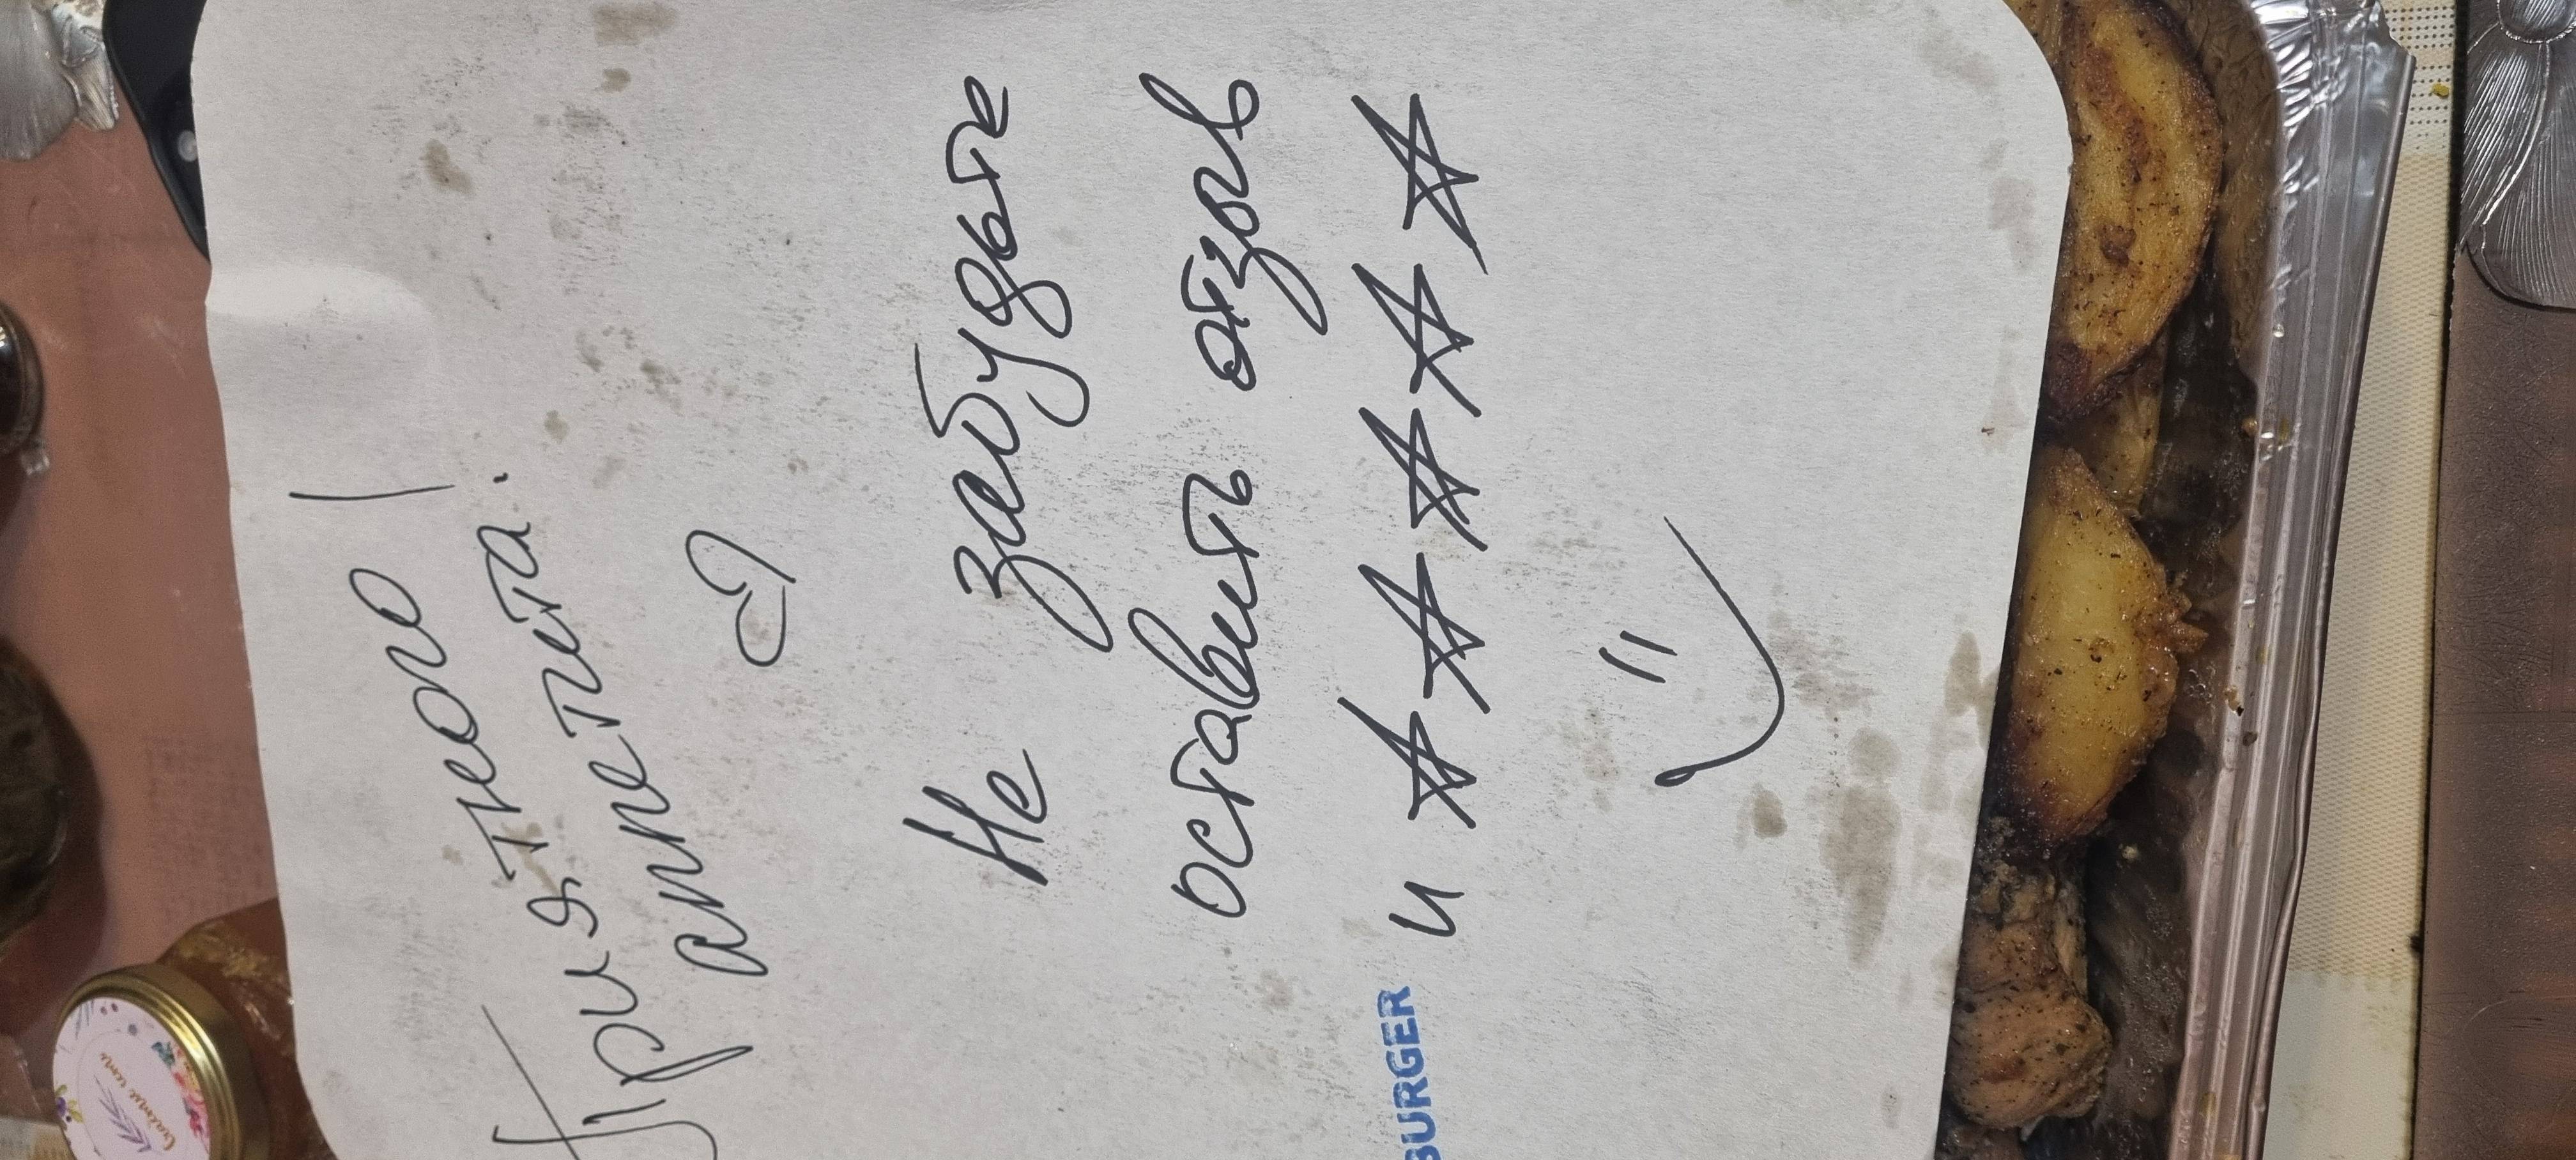 Приятного
аппетита!
Не забудьте
оставить отзыв
и ☆☆☆☆☆
BURGER